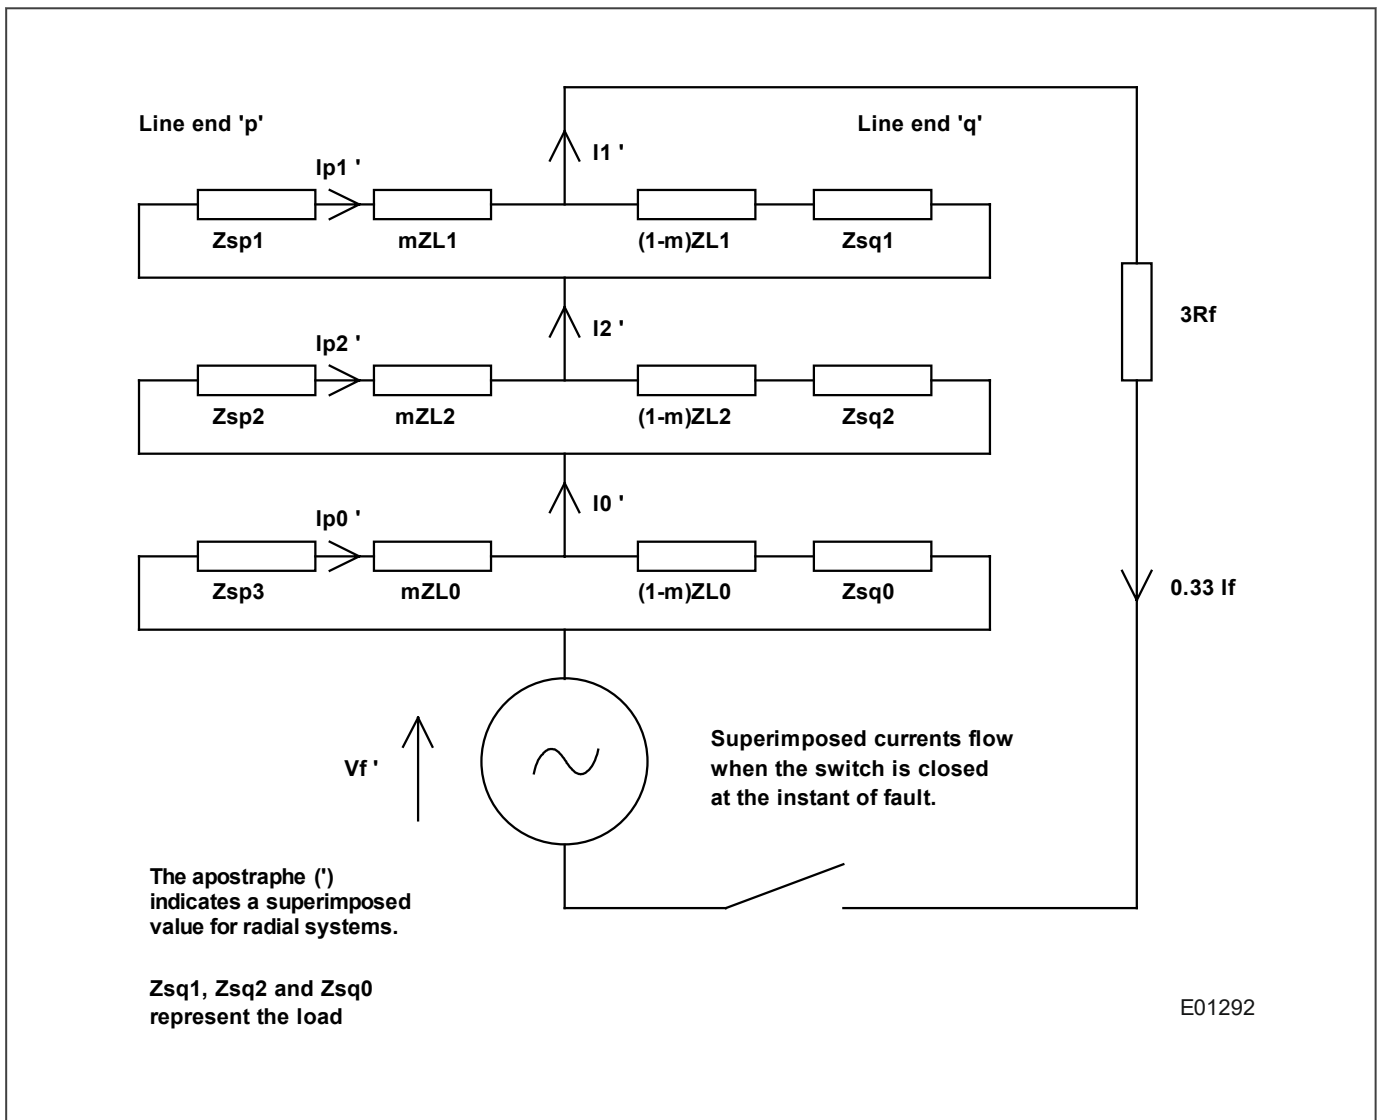 Line end 'p'
Line end 'q'
Ip1 '
I1 '
Zsp1
mZL1
(1-m)ZL1
Zsq1
3Rf
Ip2 '
I2 '
Zsp2
mZL2
(1-m)ZL2
Zsq2
Ip0 '
I0 '
Zsp3
mZL0
(1-m)ZL0
Zsq0
0.33 If
Vf '
Superimposed currents flow
when the switch is closed
at the instant of fault.
The apostraphe (')
indicates a superimposed
value for radial systems.
Zsq1, Zsq2 and Zsq0
represent the load
E01292